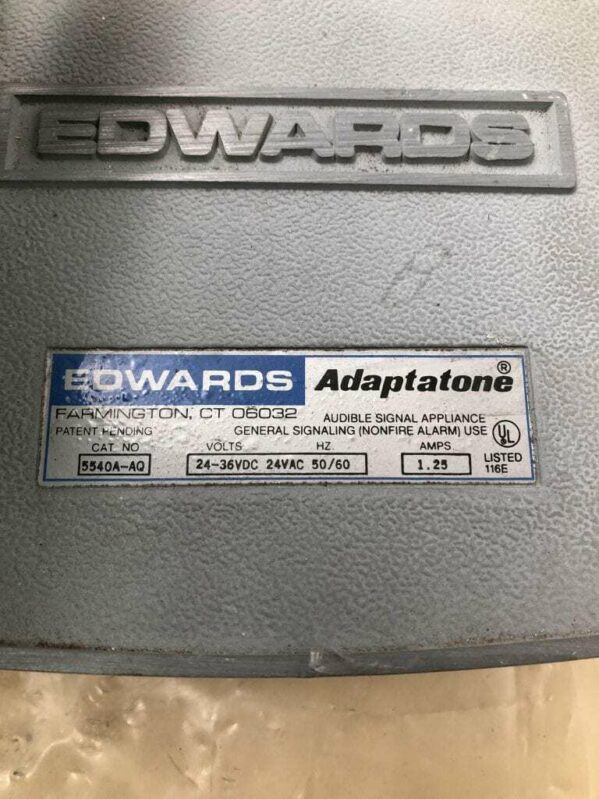 EDWARDS
EDWARDS Adaptatone®
FARMINGTON, CT 06032 AUDIBLE SIGNAL APPLIANCE
PATENT PENDING GENERAL SIGNALING (NONFIRE ALARM) USE UL
CAT NO VOLTS HZ AMPS LISTED
5540A-AQ 24-36VDC 24VAC 50/60 1.25 116E